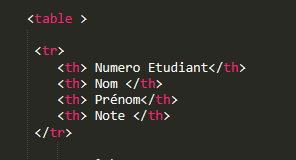 <table >
<tr>
<th> Numero Etudiant</th>
<th> Nom </th>
<th> Prénom</th>
<th> Note </th>
</tr>